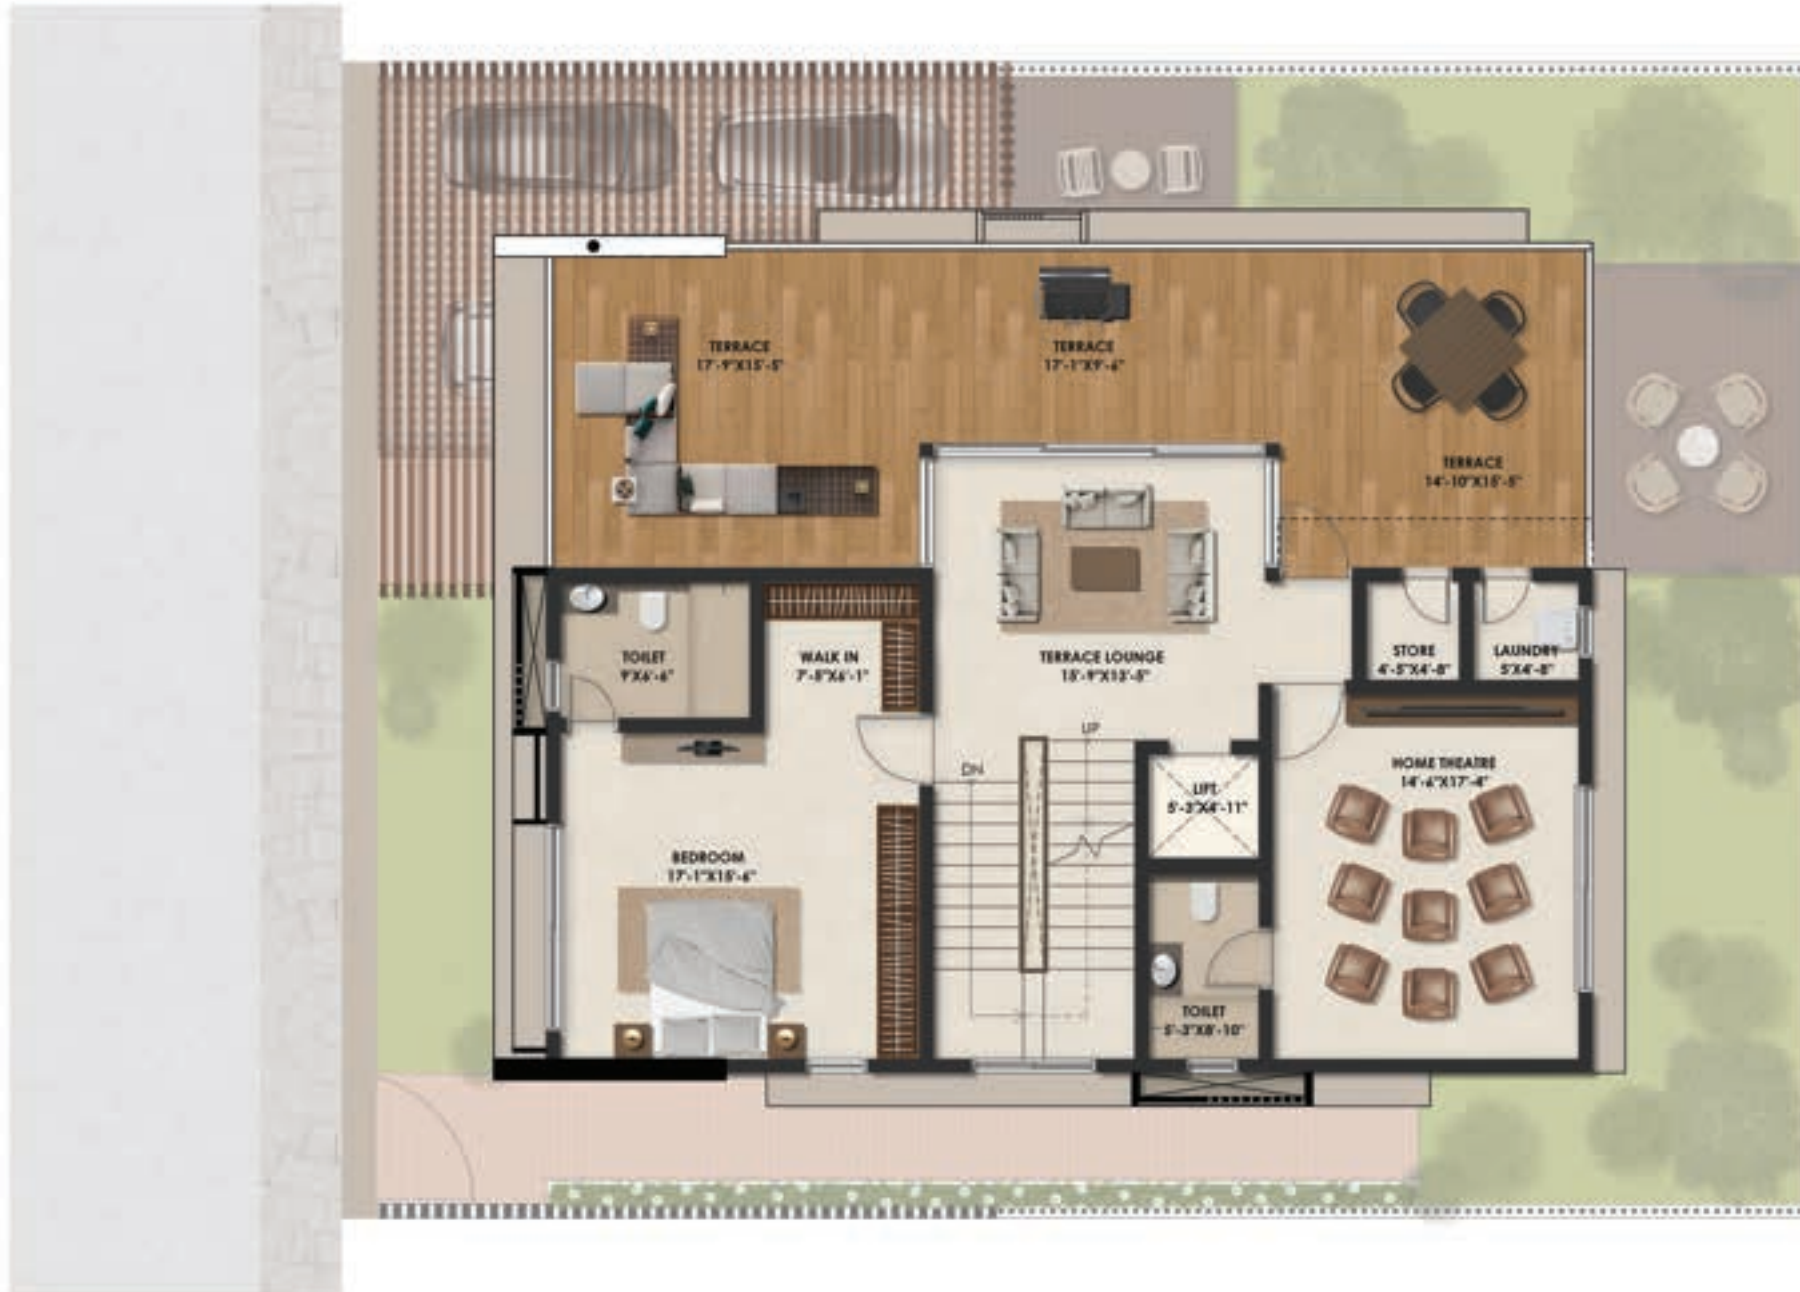 TERRACE
17'-9"X15'-5"
TERRACE
17'-1"X9'-6"
TERRACE
14'-10"X15'-5"
TOILET
9'X6'-6"
WALK IN
7'-5"X6'-1"
TERRACE LOUNGE
15'-9"X13'-5"
STORE
4'-5"X4'-8"
LAUNDRY
5'X4'-8"
UP
DN
LIFT
5'-3"X4'-11"
HOME THEATRE
14'-6"X17'-4"
BEDROOM
17'-1"X15'-6"
TOILET
5'-3"X8'-10"